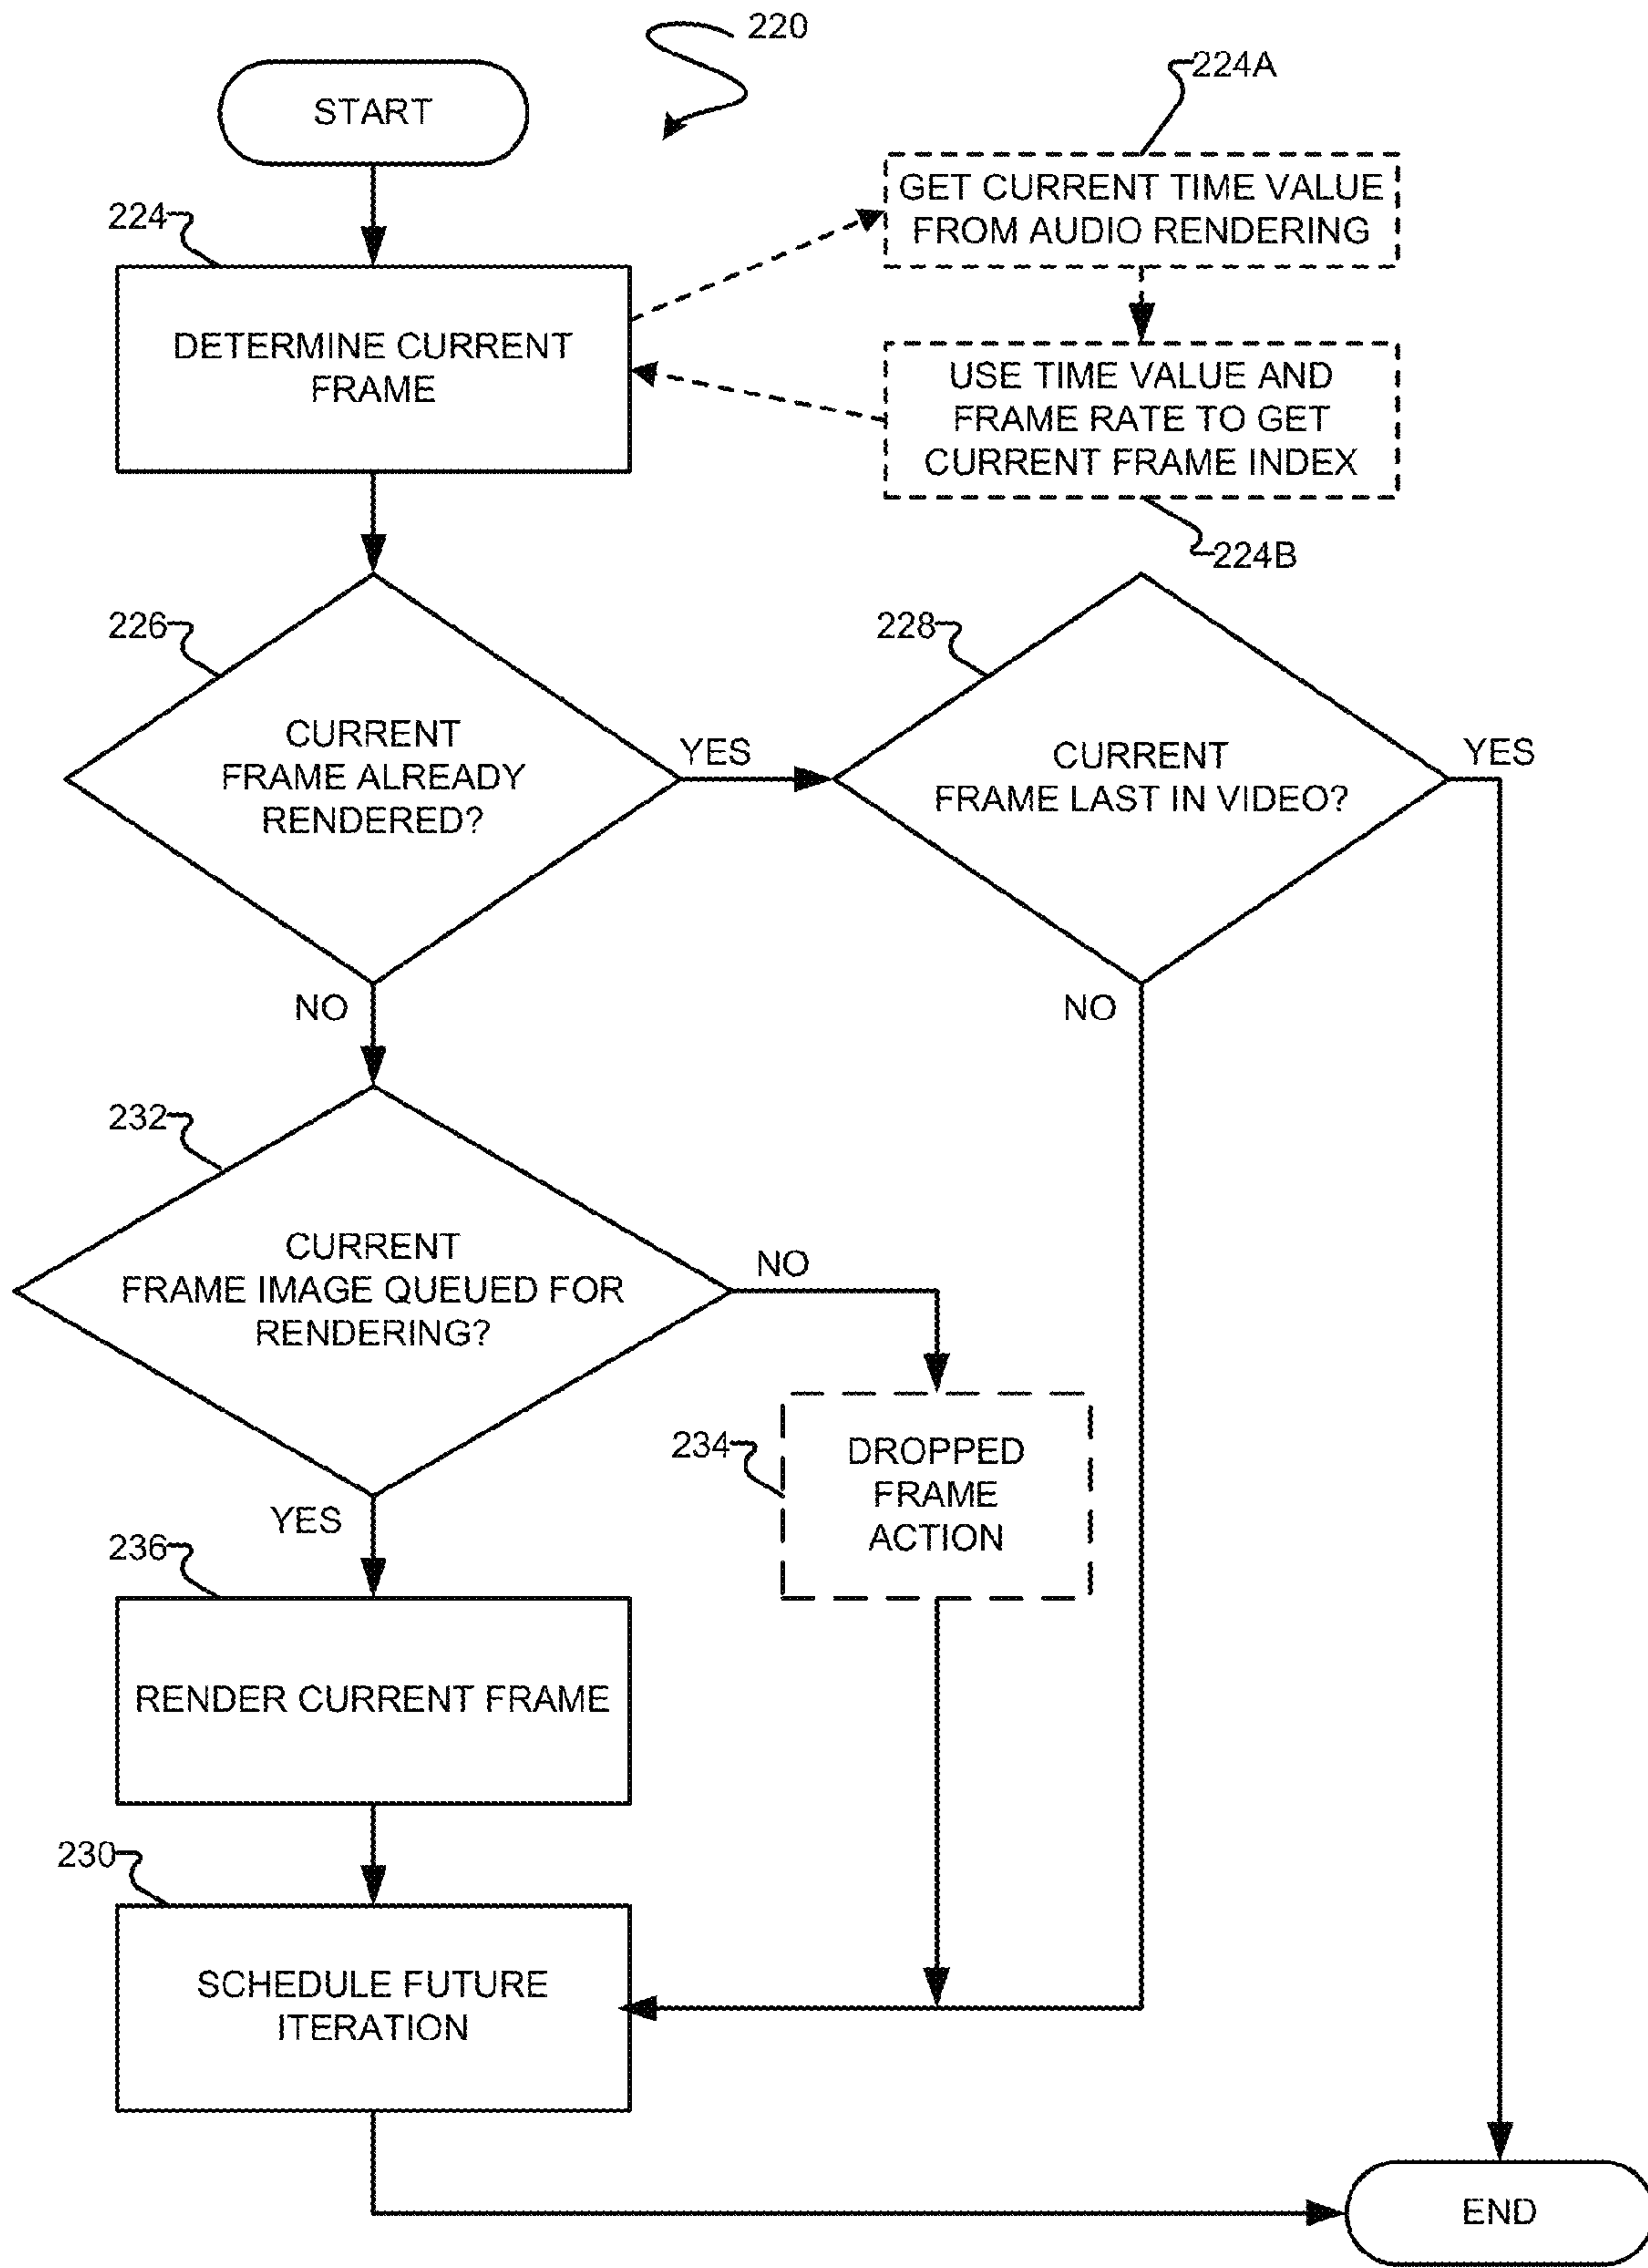 220
START
224A
GET CURRENT TIME VALUE
FROM AUDIO RENDERING
224
DETERMINE CURRENT
FRAME
USE TIME VALUE AND
FRAME RATE TO GET
CURRENT FRAME INDEX
224B
226
CURRENT
FRAME ALREADY
RENDERED?
YES
NO
228
CURRENT
FRAME LAST IN VIDEO?
YES
NO
232
CURRENT
FRAME IMAGE QUEUED FOR
RENDERING?
NO
YES
234
DROPPED
FRAME
ACTION
236
RENDER CURRENT FRAME
230
SCHEDULE FUTURE
ITERATION
END